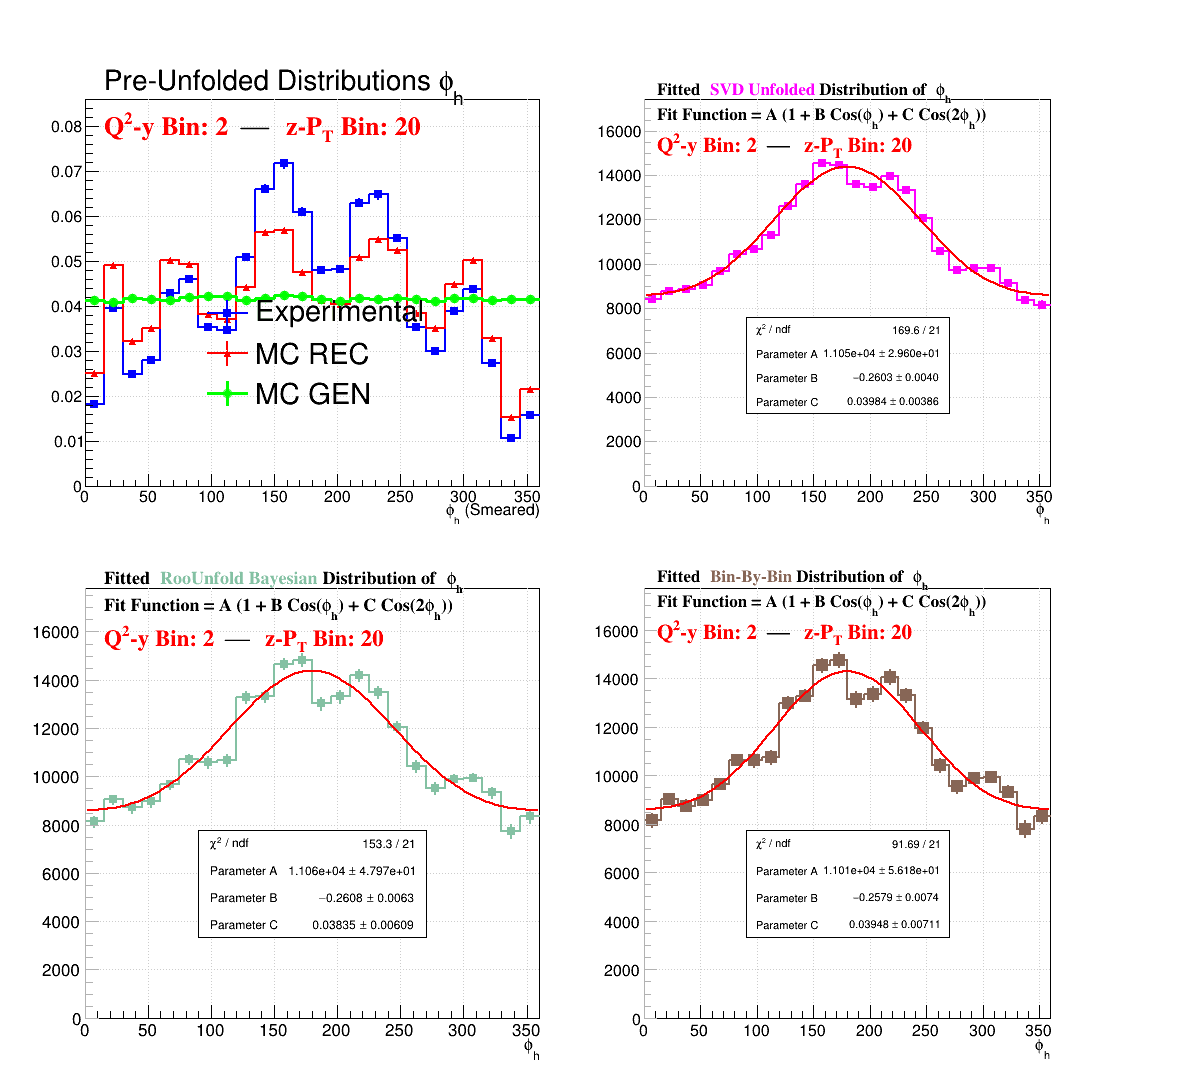 Pre-Unfolded Distributions ϕh
Q²-y Bin: 2 — z-PT Bin: 20
0.08
0.07
0.06
0.05
0.04
0.03
0.02
0.01
0
Experimental
MC REC
MC GEN
0 50 100 150 200 250 300 350
ϕh (Smeared)
Fitted SVD Unfolded Distribution of ϕh
Fit Function = A (1 + B Cos(ϕh) + C Cos(2ϕh))
Q²-y Bin: 2 — z-PT Bin: 20
16000
14000
12000
10000
8000
6000
4000
2000
0
χ² / ndf 169.6 / 21
Parameter A 1.105e+04 ± 2.960e+01
Parameter B −0.2603 ± 0.0040
Parameter C 0.03984 ± 0.00386
0 50 100 150 200 250 300 350
ϕh
Fitted RooUnfold Bayesian Distribution of ϕh
Fit Function = A (1 + B Cos(ϕh) + C Cos(2ϕh))
Q²-y Bin: 2 — z-PT Bin: 20
16000
14000
12000
10000
8000
6000
4000
2000
0
χ² / ndf 153.3 / 21
Parameter A 1.106e+04 ± 4.797e+01
Parameter B −0.2608 ± 0.0063
Parameter C 0.03835 ± 0.00609
0 50 100 150 200 250 300 350
ϕh
Fitted Bin-By-Bin Distribution of ϕh
Fit Function = A (1 + B Cos(ϕh) + C Cos(2ϕh))
Q²-y Bin: 2 — z-PT Bin: 20
16000
14000
12000
10000
8000
6000
4000
2000
0
χ² / ndf 91.69 / 21
Parameter A 1.101e+04 ± 5.618e+01
Parameter B −0.2579 ± 0.0074
Parameter C 0.03948 ± 0.00711
0 50 100 150 200 250 300 350
ϕh